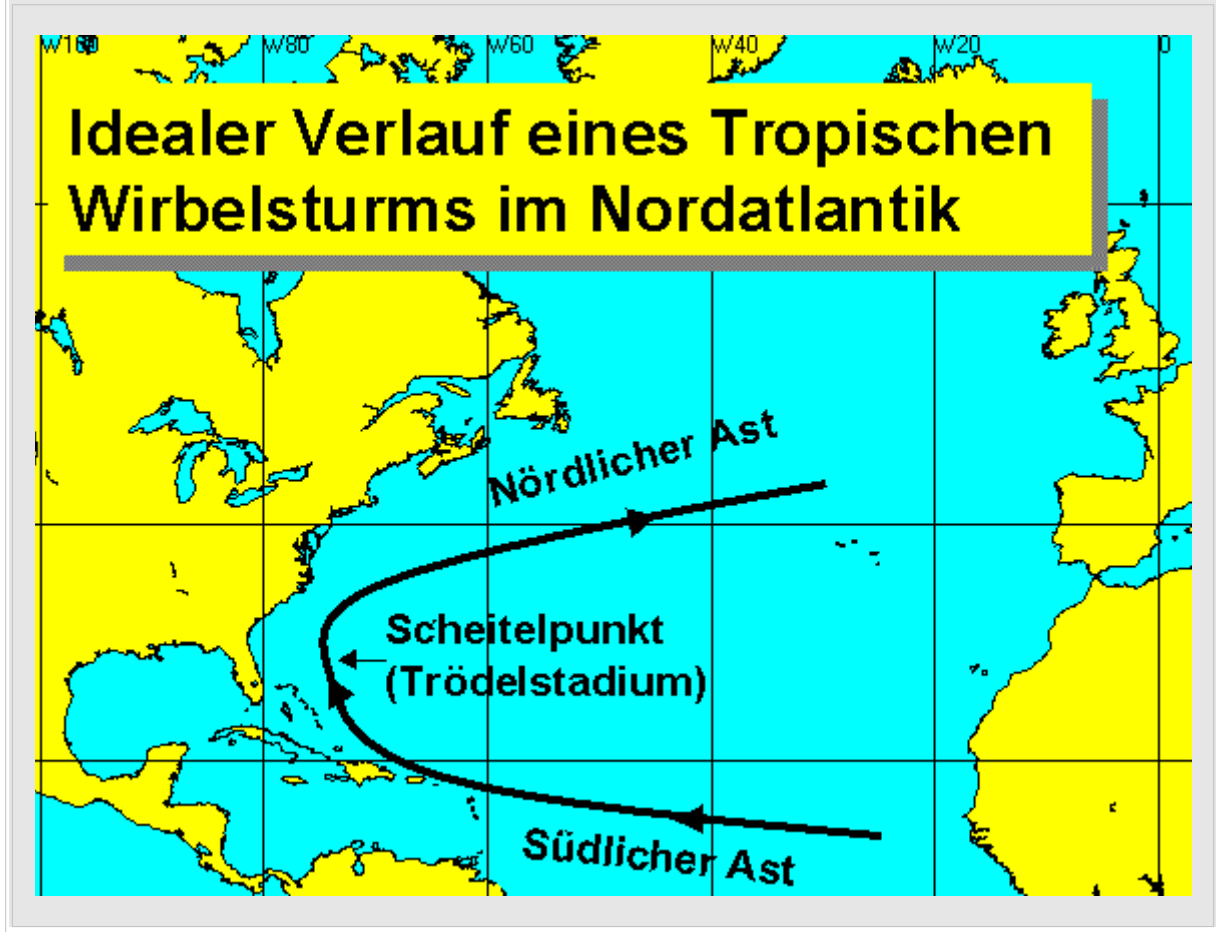 W100 W80 W60 W40 W20 0
Idealer Verlauf eines Tropischen
Wirbelsturms im Nordatlantik
Nördlicher Ast
Scheitelpunkt
(Trödelstadium)
Südlicher Ast